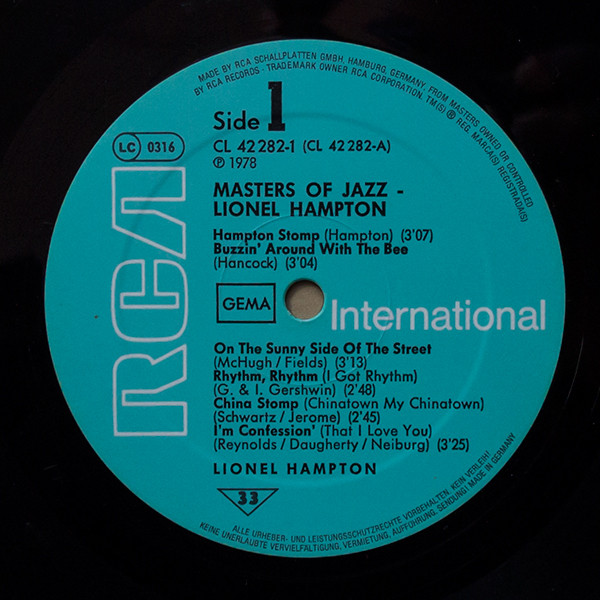 MADE BY RCA SCHALLPLATTEN GMBH, HAMBURG, GERMANY, FROM MASTERS OWNED OR CONTROLLED
BY RCA RECORDS · TRADEMARK OWNER RCA CORPORATION. TM(S) ® REG. MARCA(S) REGISTRADA(S)
Side 1
LC 0316
CL 42 282-1 (CL 42 282-A)
℗ 1978
MASTERS OF JAZZ -
LIONEL HAMPTON
Hampton Stomp (Hampton) (3'07)
Buzzin' Around With The Bee
(Hancock) (3'04)
GEMA
RCA
International
On The Sunny Side Of The Street
(McHugh / Fields) (3'13)
Rhythm, Rhythm (I Got Rhythm)
(G. & I. Gershwin) (2'48)
China Stomp (Chinatown My Chinatown)
(Schwartz / Jerome) (2'45)
I'm Confessin' (That I Love You)
(Reynolds / Daugherty / Neiburg) (3'25)
LIONEL HAMPTON
33
ALLE URHEBER- UND LEISTUNGSSCHUTZRECHTE VORBEHALTEN. KEIN VERLEIH!
KEINE UNERLAUBTE VERVIELFÄLTIGUNG, VERMIETUNG, AUFFÜHRUNG, SENDUNG! MADE IN GERMANY